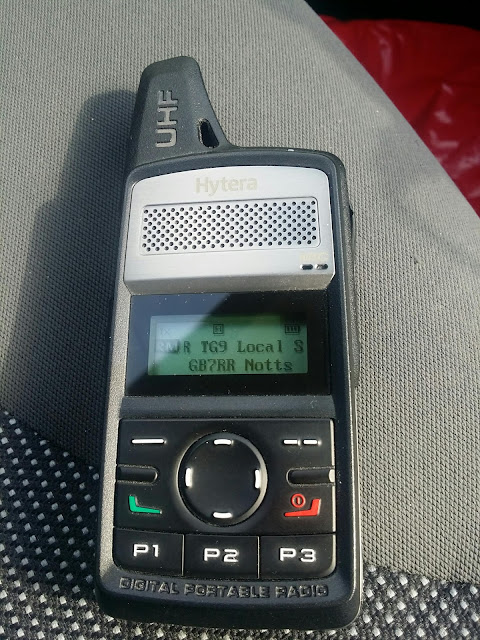 UHF
Hytera
R TG9 Local S
GB7RR Notts
P1 P2 P3
DIGITAL PORTABLE RADIO